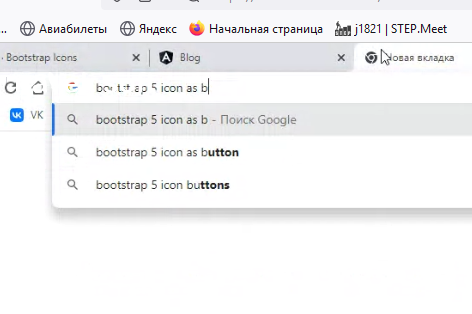 .. Авиабилеты Яндекс Начальная страница j1821 | STEP.Meet
· Bootstrap Icons Blog Новая вкладка
5 icon as b
VK bootstrap 5 icon as b - Поиск Google
bootstrap 5 icon as button
bootstrap 5 icon buttons